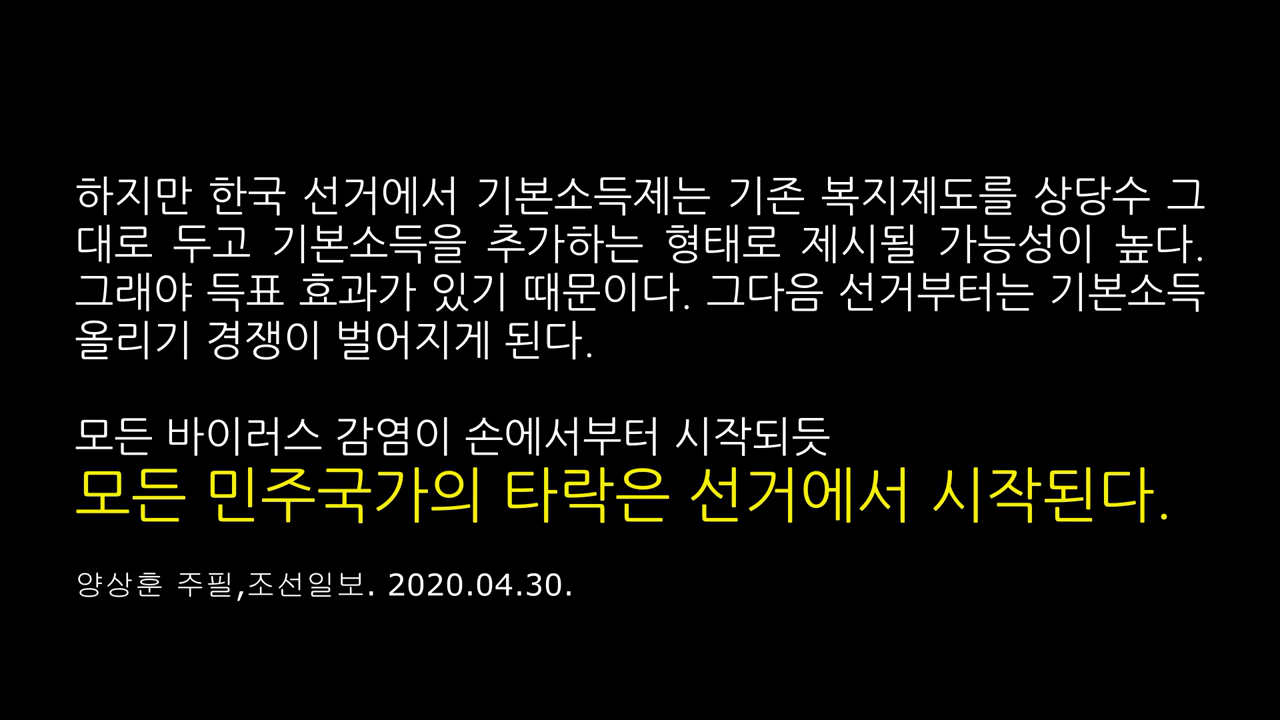 하지만 한국 선거에서 기본소득제는 기존 복지제도를 상당수 그
대로 두고 기본소득을 추가하는 형태로 제시될 가능성이 높다.
그래야 득표 효과가 있기 때문이다. 그다음 선거부터는 기본소득
올리기 경쟁이 벌어지게 된다.
모든 바이러스 감염이 손에서부터 시작되듯
모든 민주국가의 타락은 선거에서 시작된다.
양상훈 주필,조선일보. 2020.04.30.